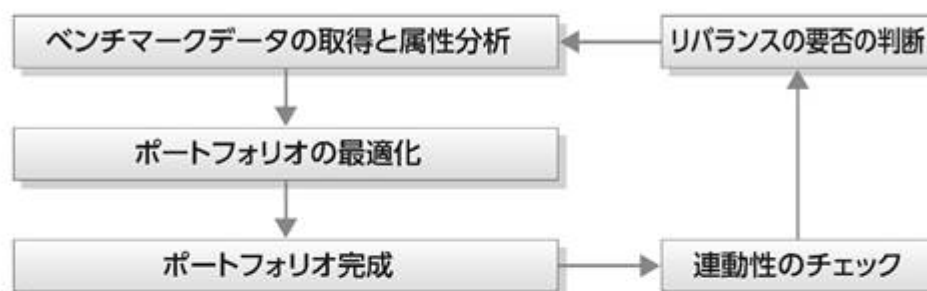 ベンチマークデータの取得と属性分析
リバランスの要否の判断
ポートフォリオの最適化
ポートフォリオ完成
連動性のチェック